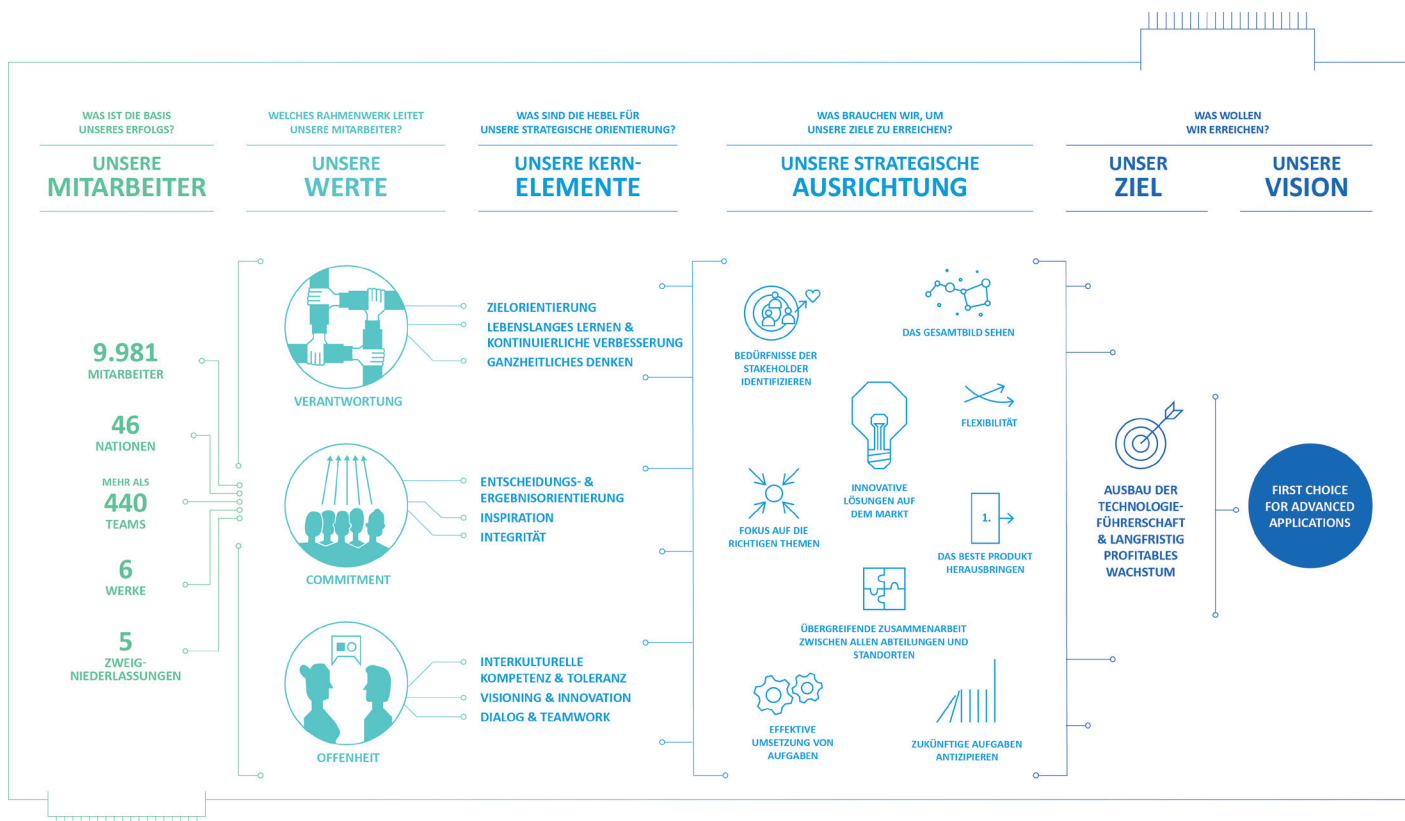 WAS IST DIE BASIS
UNSERES ERFOLGS?
UNSERE
MITARBEITER
9.981
MITARBEITER
46
NATIONEN
MEHR ALS
440
TEAMS
6
WERKE
5
ZWEIG-
NIEDERLASSUNGEN
WELCHES RAHMENWERK LEITET
UNSERE MITARBEITER?
UNSERE
WERTE
VERANTWORTUNG
COMMITMENT
OFFENHEIT
WAS SIND DIE HEBEL FÜR
UNSERE STRATEGISCHE ORIENTIERUNG?
UNSERE KERN-
ELEMENTE
ZIELORIENTIERUNG
LEBENSLANGES LERNEN &
KONTINUIERLICHE VERBESSERUNG
GANZHEITLICHES DENKEN
ENTSCHEIDUNGS- &
ERGEBNISORIENTIERUNG
INSPIRATION
INTEGRITÄT
INTERKULTURELLE
KOMPETENZ & TOLERANZ
VISIONING & INNOVATION
DIALOG & TEAMWORK
WAS BRAUCHEN WIR, UM
UNSERE ZIELE ZU ERREICHEN?
UNSERE STRATEGISCHE
AUSRICHTUNG
BEDÜRFNISSE DER
STAKEHOLDER
IDENTIFIZIEREN
DAS GESAMTBILD SEHEN
FLEXIBILITÄT
INNOVATIVE
LÖSUNGEN AUF
DEM MARKT
FOKUS AUF DIE
RICHTIGEN THEMEN
1.
DAS BESTE PRODUKT
HERAUSBRINGEN
ÜBERGREIFENDE ZUSAMMENARBEIT
ZWISCHEN ALLEN ABTEILUNGEN UND
STANDORTEN
EFFEKTIVE
UMSETZUNG VON
AUFGABEN
ZUKÜNFTIGE AUFGABEN
ANTIZIPIEREN
WAS WOLLEN
WIR ERREICHEN?
UNSER
ZIEL
AUSBAU DER
TECHNOLOGIE-
FÜHRERSCHAFT
& LANGFRISTIG
PROFITABLES
WACHSTUM
UNSERE
VISION
FIRST CHOICE
FOR ADVANCED
APPLICATIONS